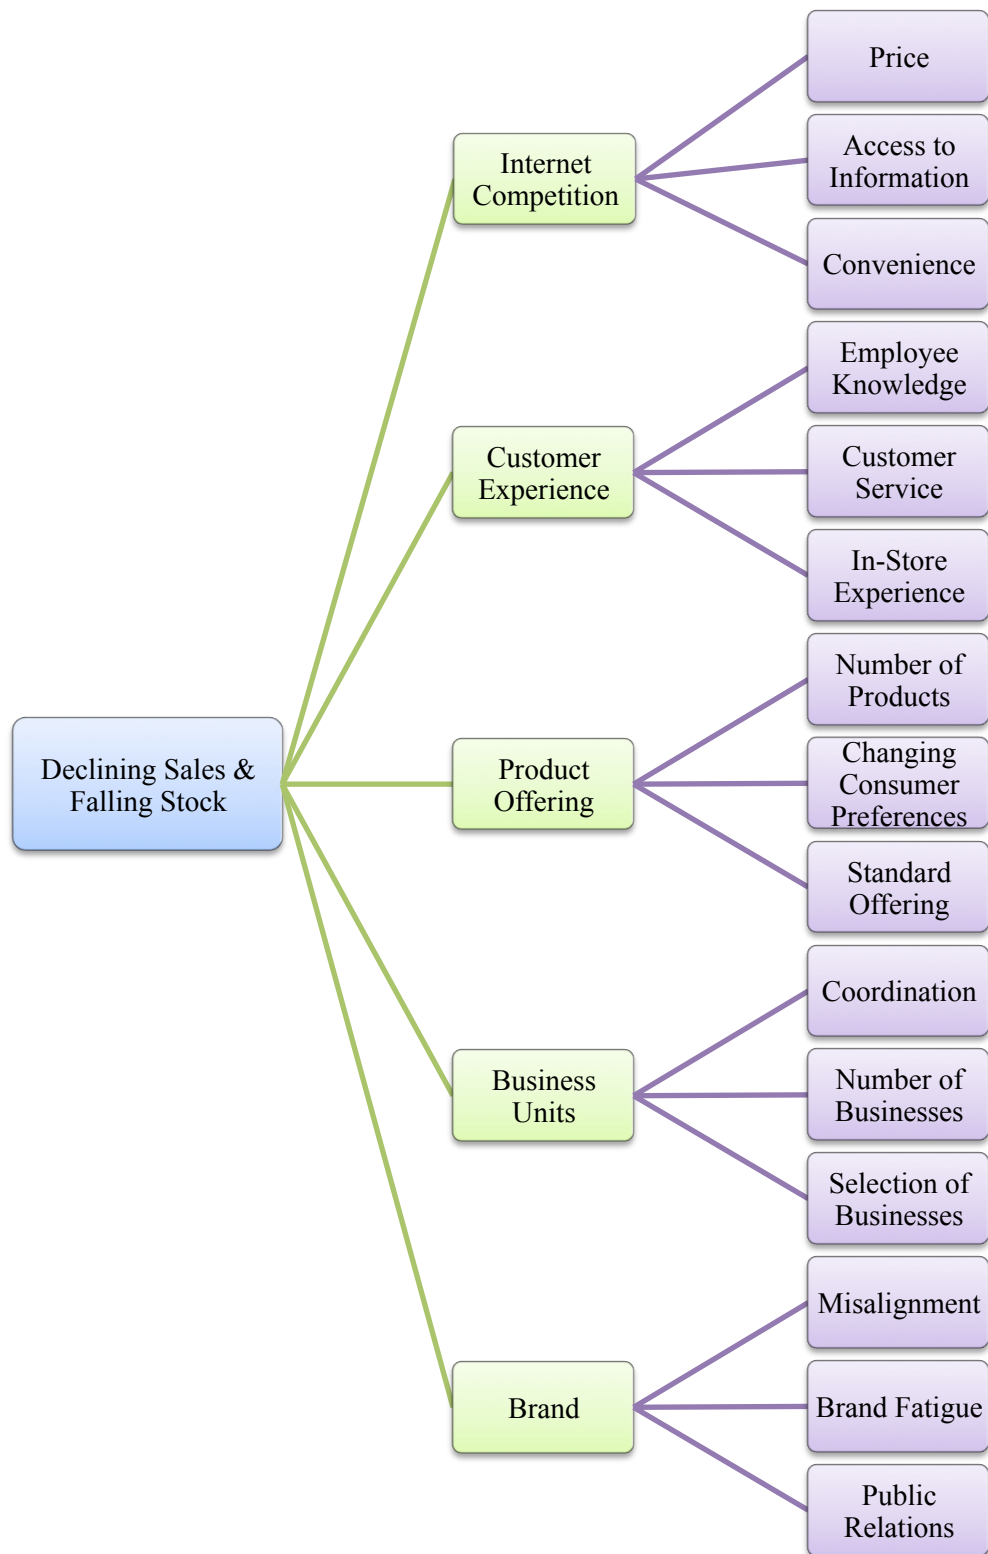 Declining Sales &
Falling Stock
Internet
Competition
Price
Access to
Information
Convenience
Customer
Experience
Employee
Knowledge
Customer
Service
In-Store
Experience
Product
Offering
Number of
Products
Changing
Consumer
Preferences
Standard
Offering
Business
Units
Coordination
Number of
Businesses
Selection of
Businesses
Brand
Misalignment
Brand Fatigue
Public
Relations